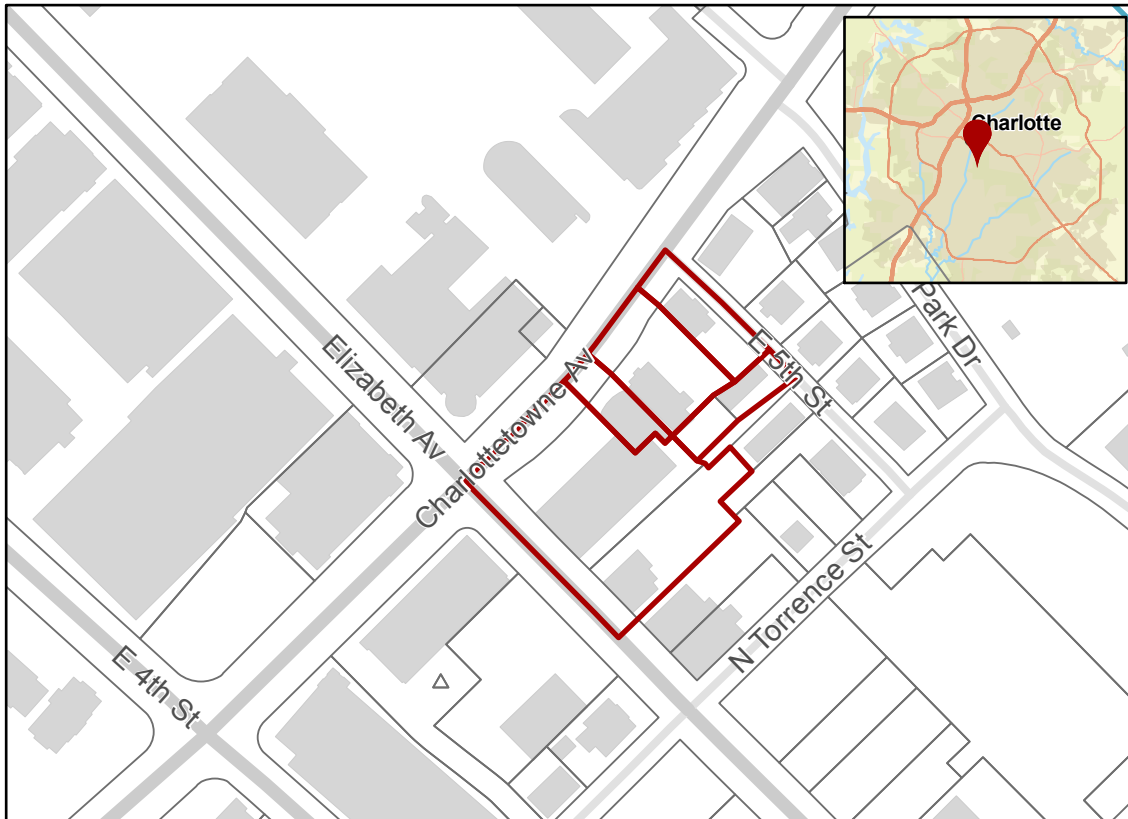 Charlotte
Park Dr
E 5th St
Elizabeth Av
Charlottetowne Av
N Torrence St
E 4th St